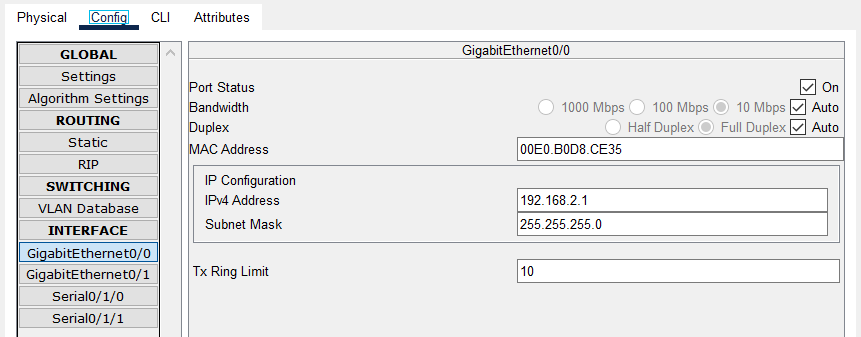 Physical Config CLI Attributes
GLOBAL
Settings
Algorithm Settings
ROUTING
Static
RIP
SWITCHING
VLAN Database
INTERFACE
GigabitEthernet0/0
GigabitEthernet0/1
Serial0/1/0
Serial0/1/1
GigabitEthernet0/0
Port Status On
Bandwidth 1000 Mbps 100 Mbps 10 Mbps Auto
Duplex Half Duplex Full Duplex Auto
MAC Address 00E0.B0D8.CE35
IP Configuration
IPv4 Address 192.168.2.1
Subnet Mask 255.255.255.0
Tx Ring Limit 10